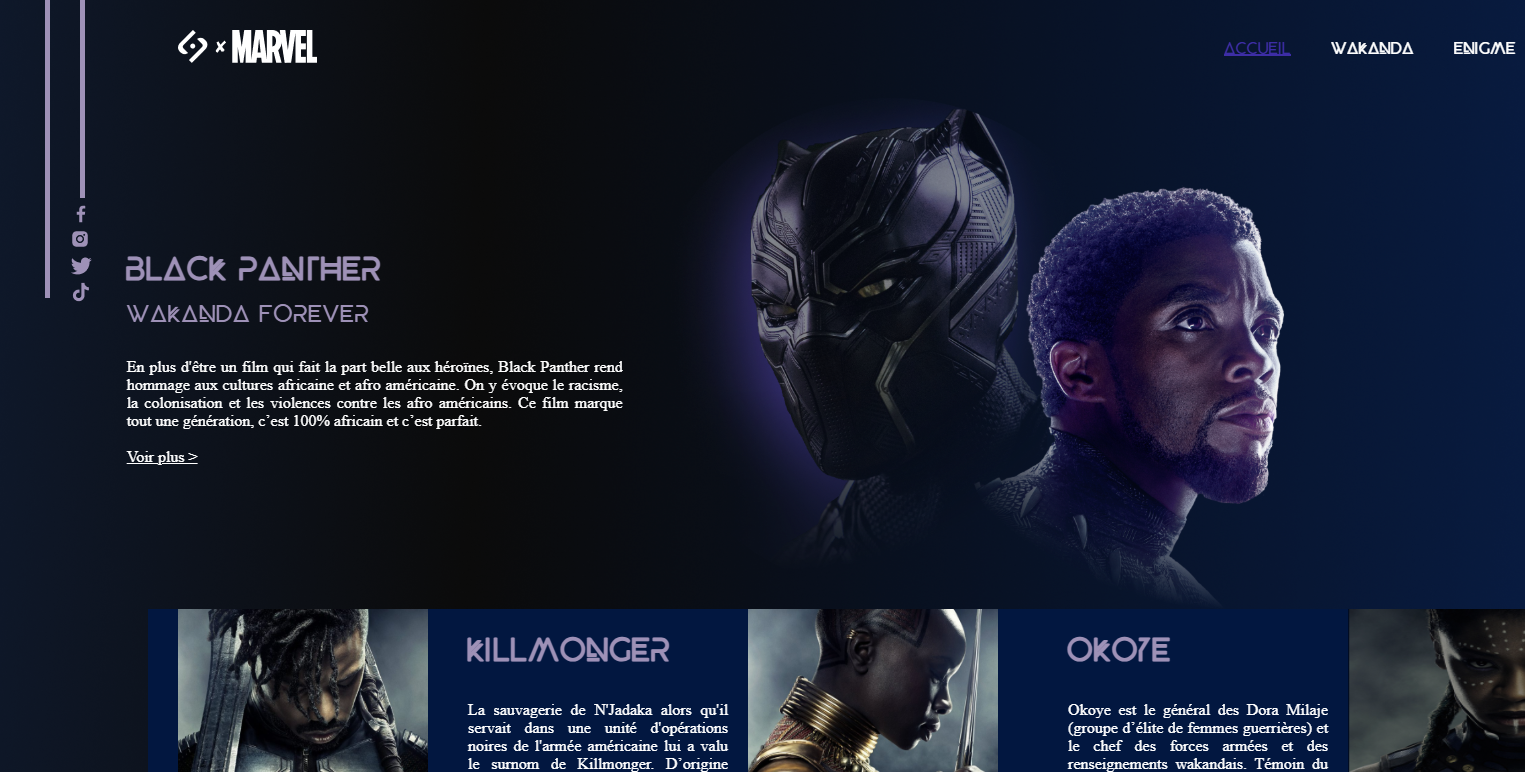 x MARVEL
ACCUEIL
WAKANDA
ENIGME
BLACK PANTHER
WAKANDA FOREVER
En plus d'être un film qui fait la part belle aux héroïnes, Black Panther rend
hommage aux cultures africaine et afro américaine. On y évoque le racisme,
la colonisation et les violences contre les afro américains. Ce film marque
tout une génération, c’est 100% africain et c’est parfait.
Voir plus >
KILLMONGER
La sauvagerie de N'Jadaka alors qu'il
servait dans une unité d'opérations
noires de l'armée américaine lui a valu
le surnom de Killmonger. D’origine
OKOYE
Okoye est le général des Dora Milaje
(groupe d’élite de femmes guerrières) et
le chef des forces armées et des
renseignements wakandais. Témoin du